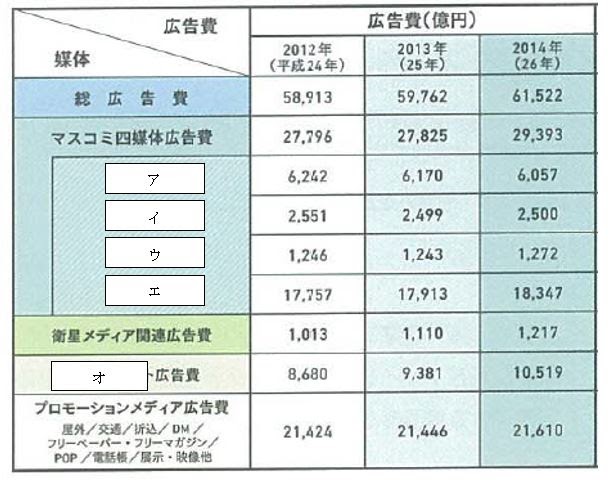 広告費
媒体
広告費(億円)
2012年
(平成24年)
2013年
(25年)
2014年
(26年)
総広告費
58,913
59,762
61,522
マスコミ四媒体広告費
27,796
27,825
29,393
ア
6,242
6,170
6,057
イ
2,551
2,499
2,500
ウ
1,246
1,243
1,272
エ
17,757
17,913
18,347
衛星メディア関連広告費
1,013
1,110
1,217
オ ト広告費
8,680
9,381
10,519
プロモーションメディア広告費
屋外/交通/折込/DM/
フリーペーパー・フリーマガジン/
POP/電話帳/展示・映像他
21,424
21,446
21,610